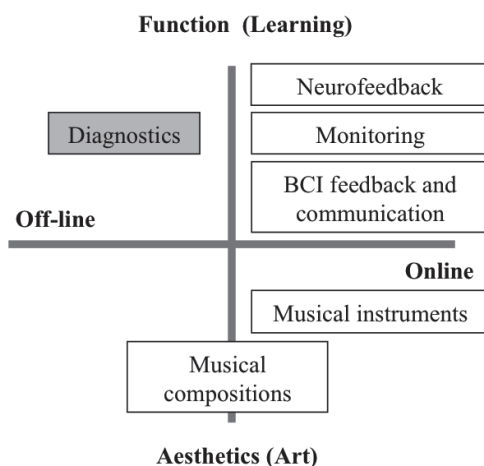 Function (Learning)
Neurofeedback
Diagnostics
Monitoring
BCI feedback and
communication
Off-line
Online
Musical instruments
Musical
compositions
Aesthetics (Art)